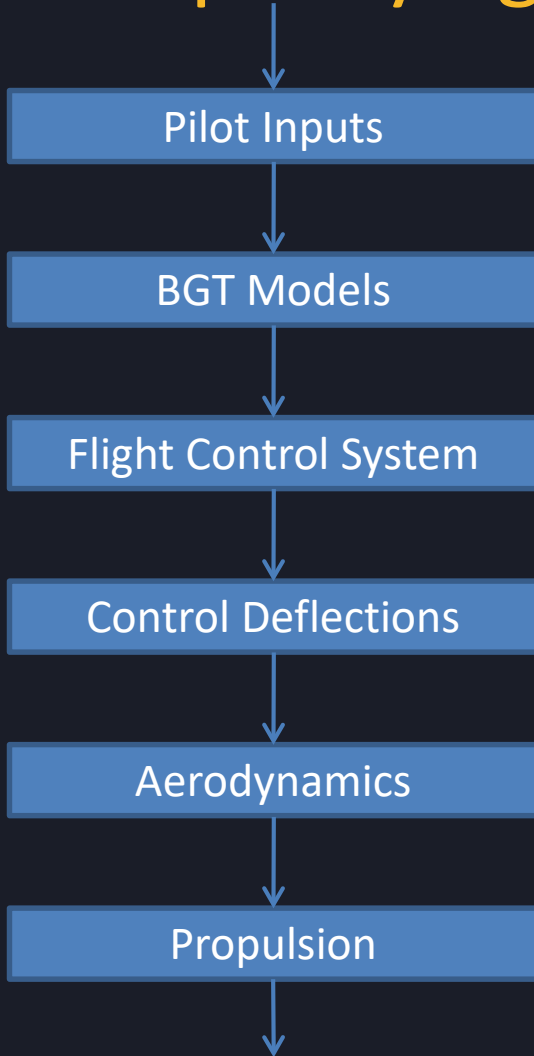 Pilot Inputs
BGT Models
Flight Control System
Control Deflections
Aerodynamics
Propulsion